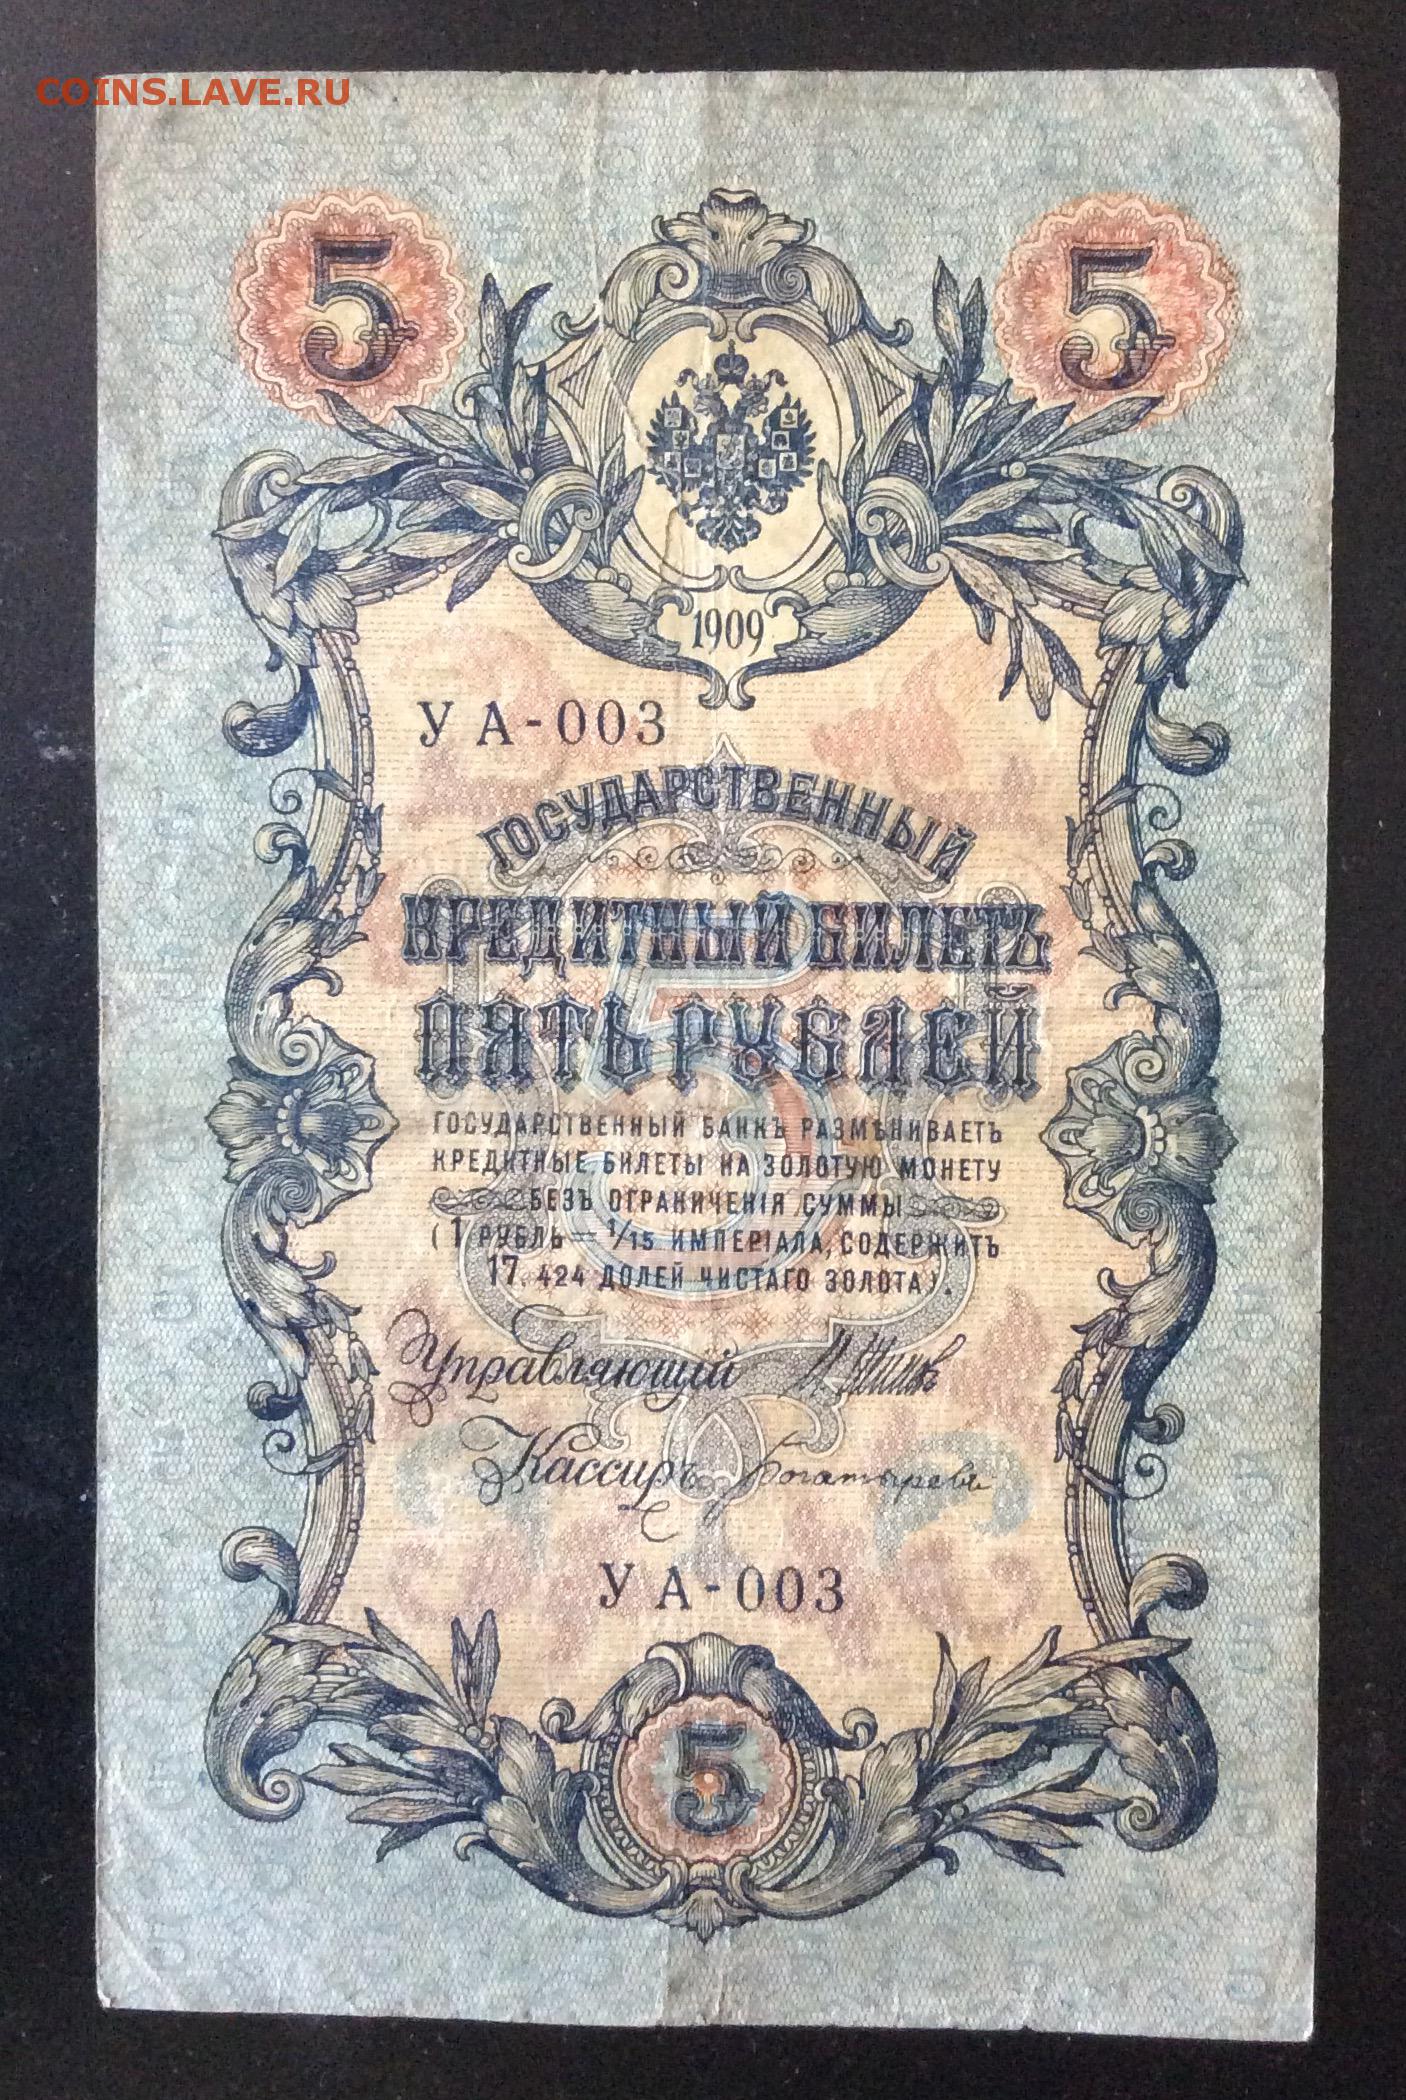 COINS.LAVE.RU
5 5
1909
УА-003
ГОСУДАРСТВЕННЫЙ
КРЕДИТНЫЙ БИЛЕТЪ
ПЯТЬ РУБЛЕЙ
ГОСУДАРСТВЕННЫЙ БАНКЪ РАЗМѢНИВАЕТЪ
КРЕДИТНЫЕ БИЛЕТЫ НА ЗОЛОТУЮ МОНЕТУ
БЕЗЪ ОГРАНИЧЕНІЯ СУММЫ
(1 РУБЛЬ = 1/15 ИМПЕРІАЛА, СОДЕРЖИТЪ
17,424 ДОЛЕЙ ЧИСТАГО ЗОЛОТА).
Управляющій И. Шиповъ
Кассиръ Богатыревъ
УА-003
5